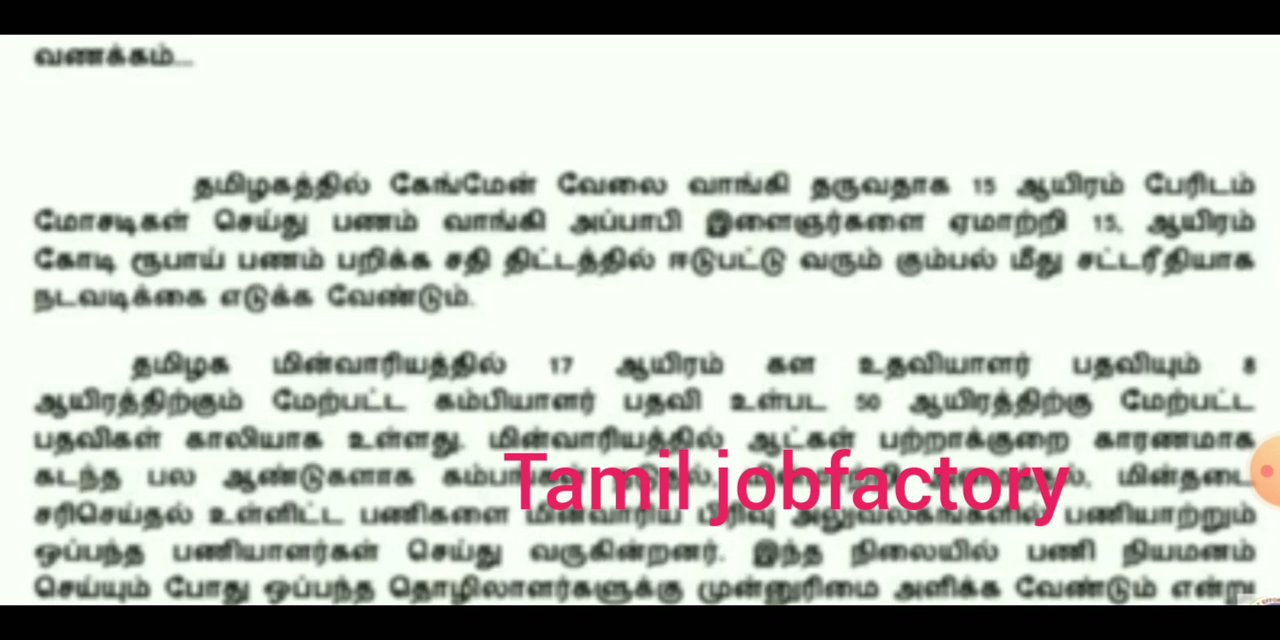 வணக்கம்...
தமிழகத்தில் கேங்மேன் வேலை வாங்கி தருவதாக 15 ஆயிரம் பேரிடம்
மோசடிகள் செய்து பணம் வாங்கி அப்பாபி இளைஞர்களை ஏமாற்றி 15, ஆயிரம்
கோடி ரூபாய் பணம் பறிக்க சதி திட்டத்தில் ஈடுபட்டு வரும் கும்பல் மீது சட்டரீதியாக
நடவடிக்கை எடுக்க வேண்டும்.
தமிழக மின்வாரியத்தில் 17 ஆயிரம் கள உதவியாளர் பதவியும் 8
ஆயிரத்திற்கும் மேற்பட்ட கம்பியாளர் பதவி உள்பட 50 ஆயிரத்திற்கு மேற்பட்ட
பதவிகள் காலியாக உள்ளது. மின்வாரியத்தில் ஆட்கள் பற்றாக்குறை காரணமாக
கடந்த பல ஆண்டுகளாக மின்தடை
Tamil jobfactory
சரிசெய்தல் உள்ளிட்ட பணிகளை மின்வாரிய பிரிவு அலுவலகங்களில் பணியாற்றும்
ஒப்பந்த பணியாளர்கள் செய்து வருகின்றனர். இந்த நிலையில் பணி நியமனம்
செய்யும் போது ஒப்பந்த தொழிலாளர்களுக்கு முன்னுரிமை அளிக்க வேண்டும் என்று